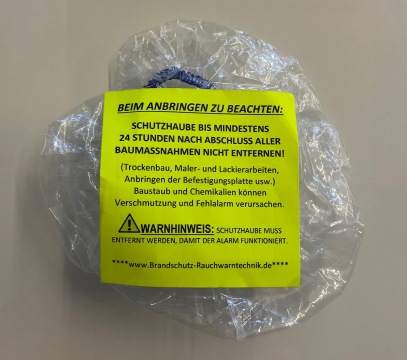 BEIM ANBRINGEN ZU BEACHTEN:
SCHUTZHAUBE BIS MINDESTENS
24 STUNDEN NACH ABSCHLUSS ALLER
BAUMASSNAHMEN NICHT ENTFERNEN!
(Trockenbau, Maler- und Lackierarbeiten,
Anbringen der Befestigungsplatte usw.)
Baustaub und Chemikalien können
Verschmutzung und Fehlalarm verursachen.
WARNHINWEIS: SCHUTZHAUBE MUSS
ENTFERNT WERDEN, DAMIT DER ALARM FUNKTIONIERT.
****www.Brandschutz-Rauchwarntechnik.de****